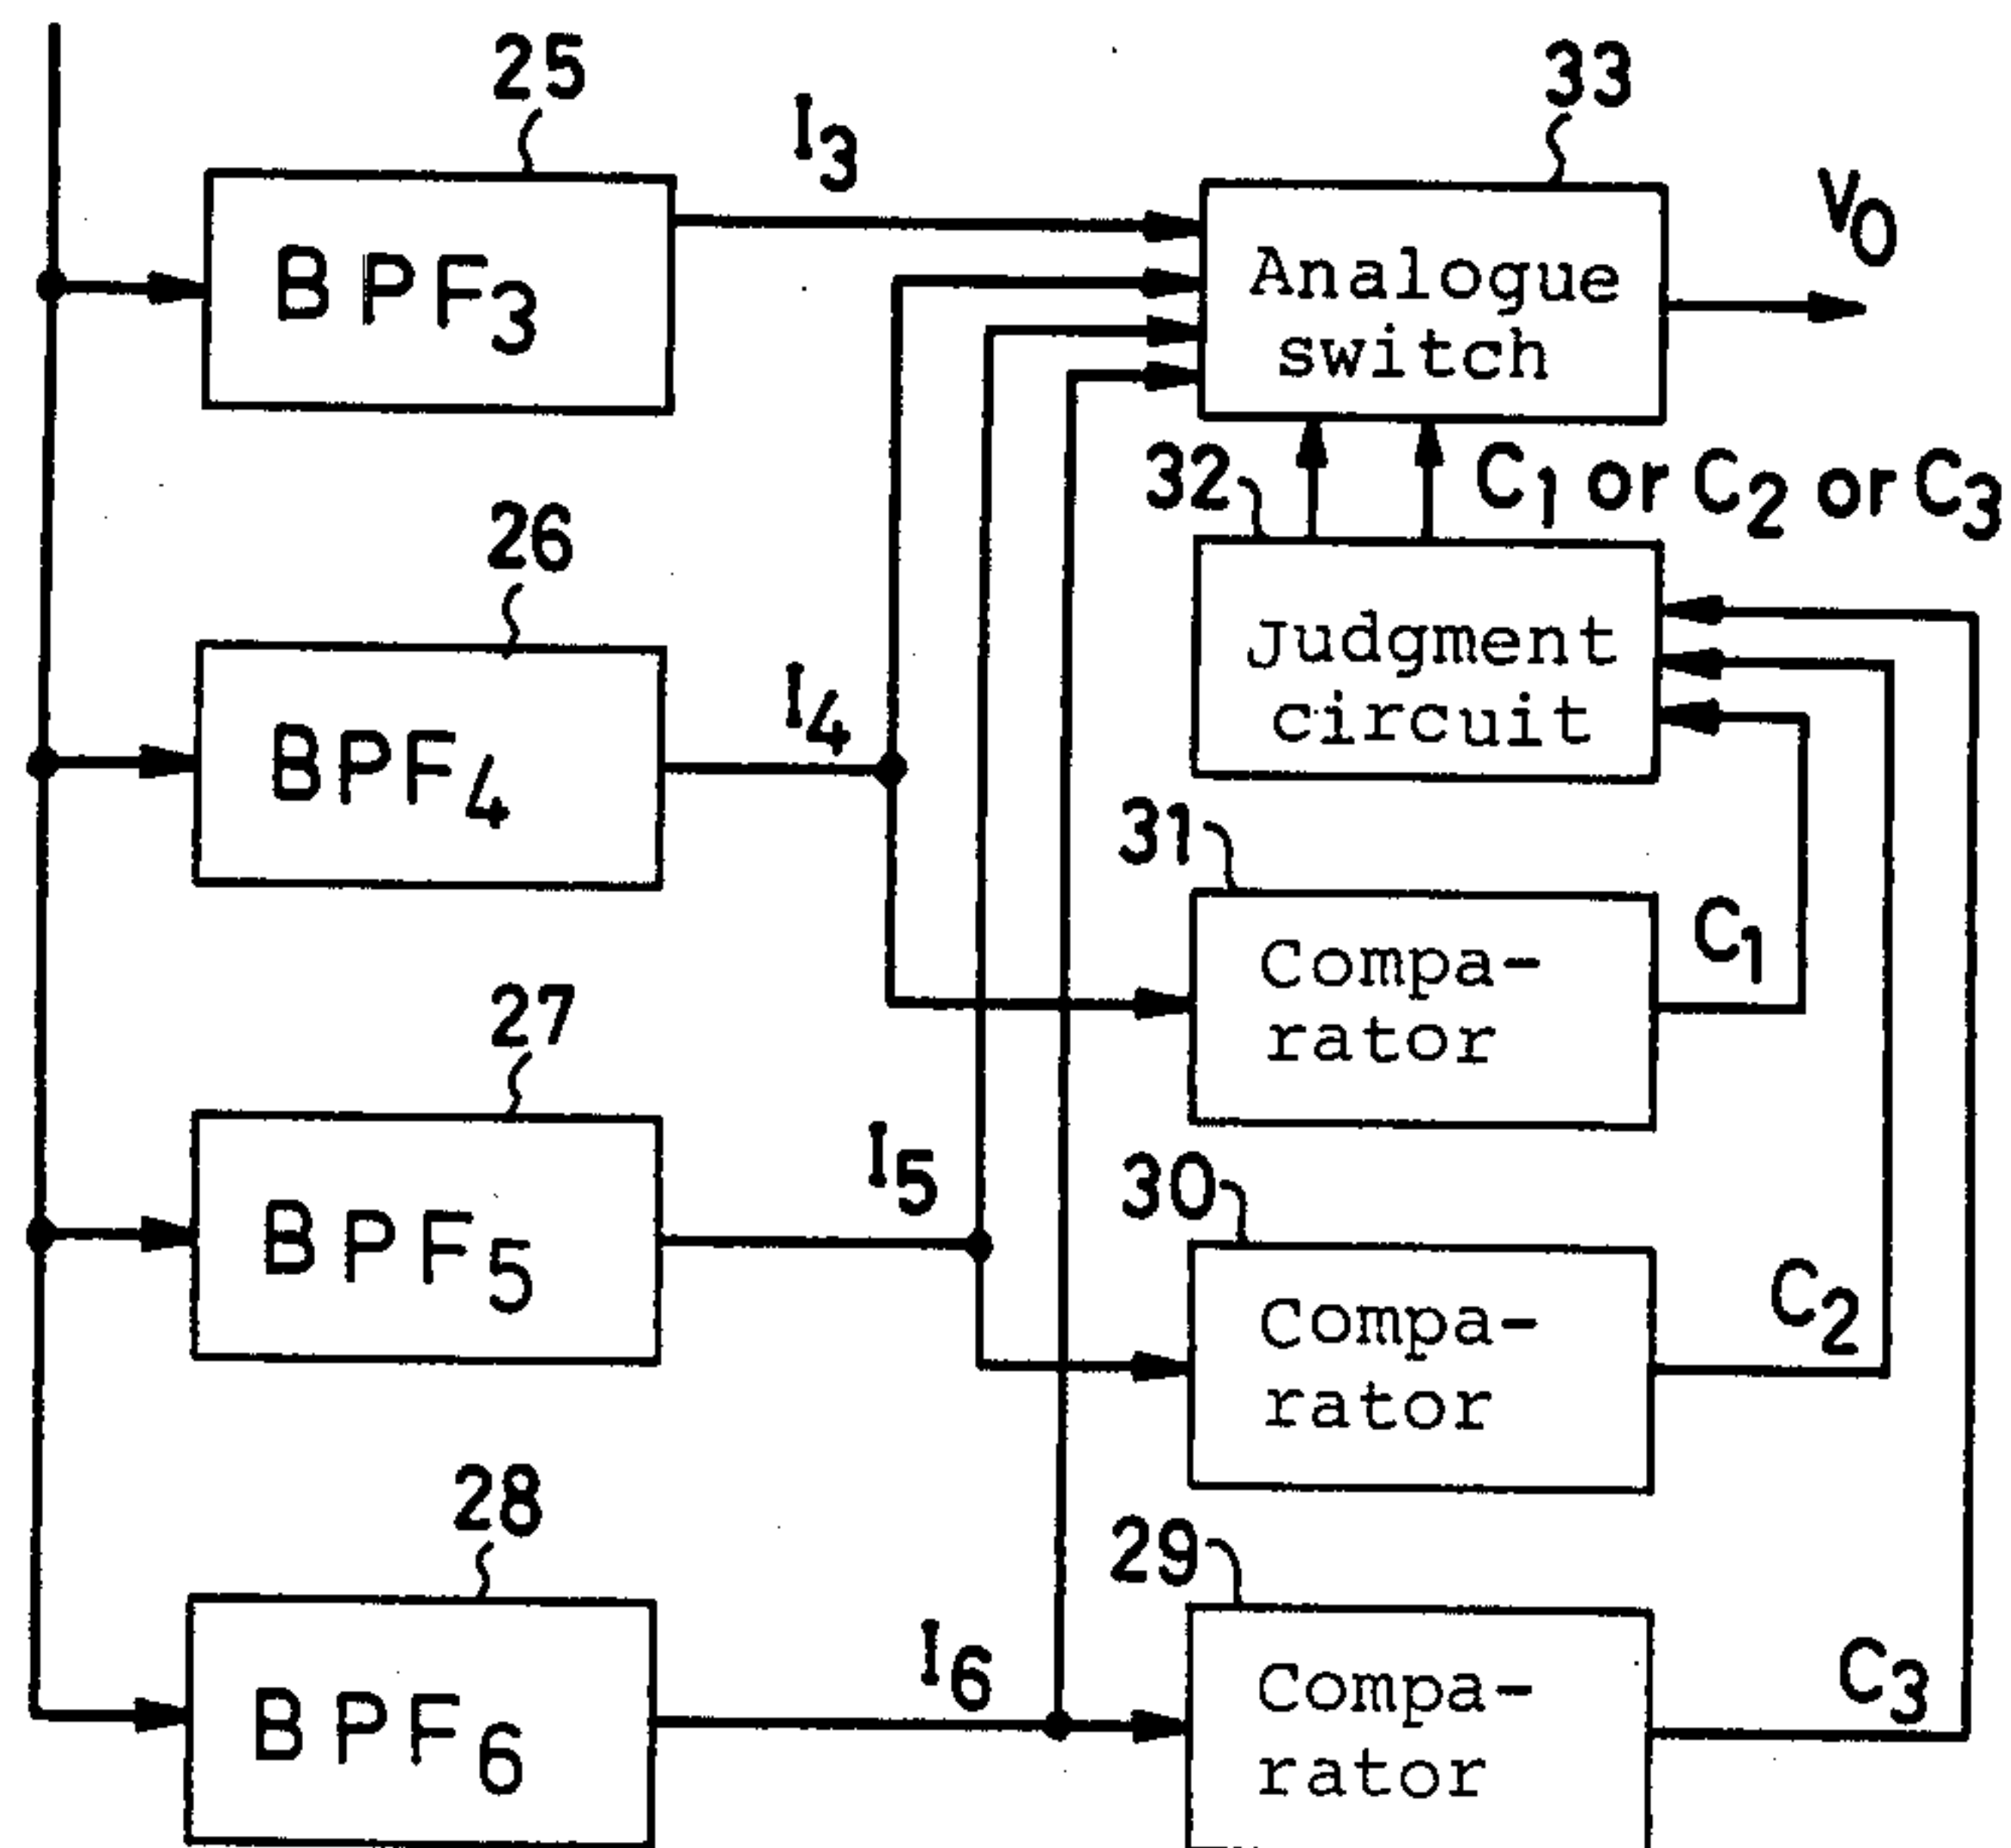 25
I3
33
V0
BPF3
Analogue
switch
32
C1 or C2 or C3
26
I4
Judgment
circuit
BPF4
31
C1
Compa-
rator
27
I5
30
C2
BPF5
Compa-
rator
28
I6
29
C3
BPF6
Compa-
rator